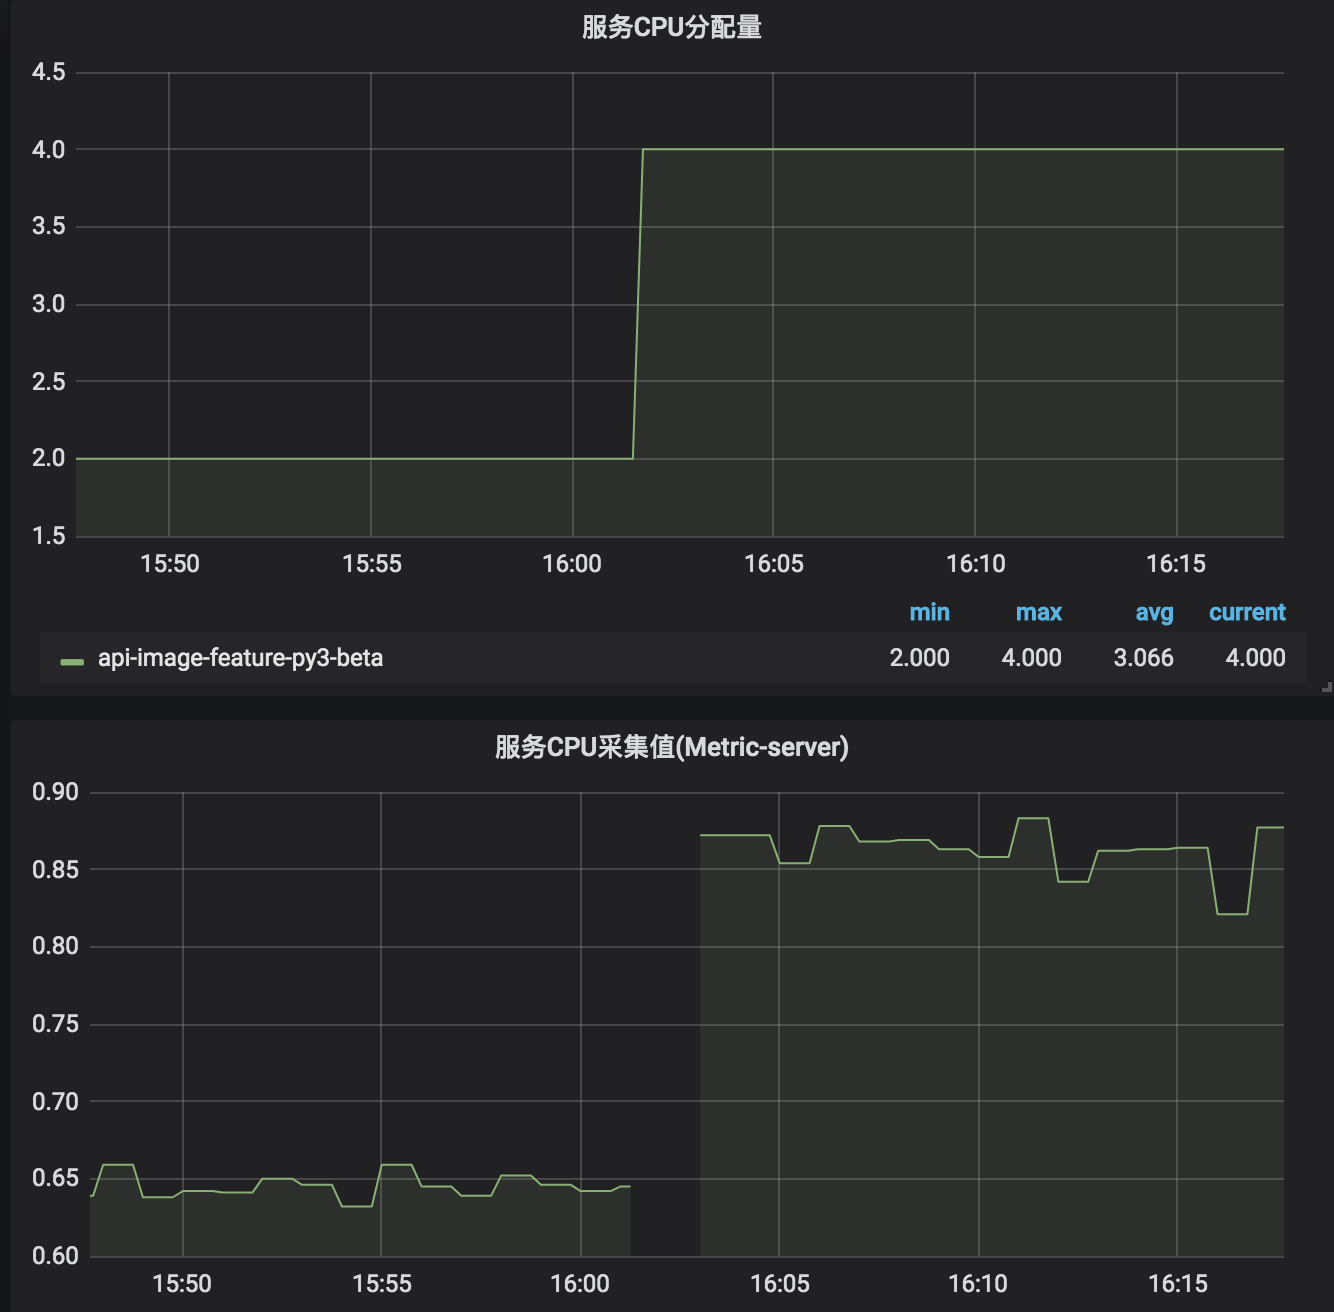 服务CPU分配量
4.5
4.0
3.5
3.0
2.5
2.0
1.5
15:50 15:55 16:00 16:05 16:10 16:15
min max avg current
api-image-feature-py3-beta 2.000 4.000 3.066 4.000
服务CPU采集值(Metric-server)
0.90
0.85
0.80
0.75
0.70
0.65
0.60
15:50 15:55 16:00 16:05 16:10 16:15